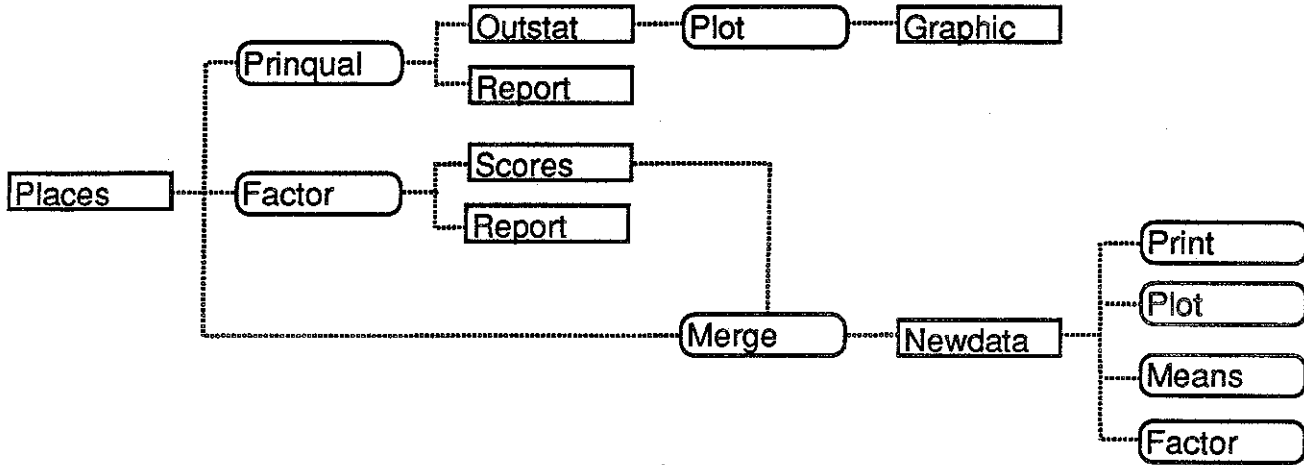 Outstat
Plot
Graphic
Prinqual
Report
Scores
Places
Factor
Report
Print
Plot
Merge
Newdata
Means
Factor